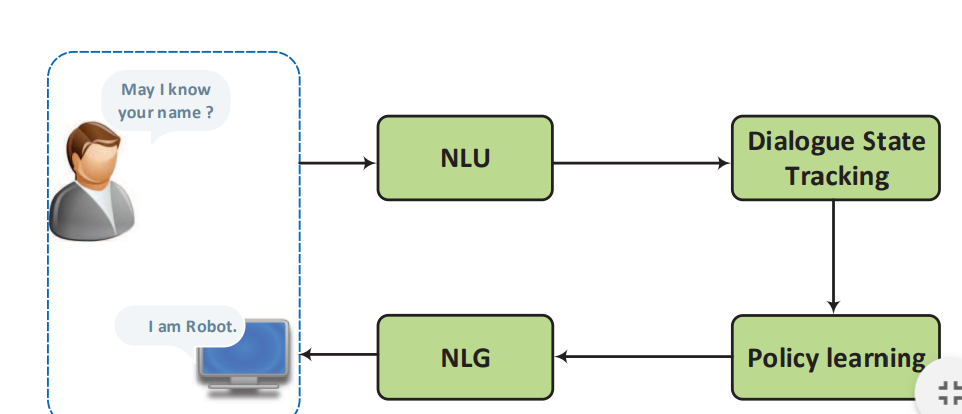 May I know
your name ?
NLU
Dialogue State
Tracking
I am Robot.
NLG
Policy learning